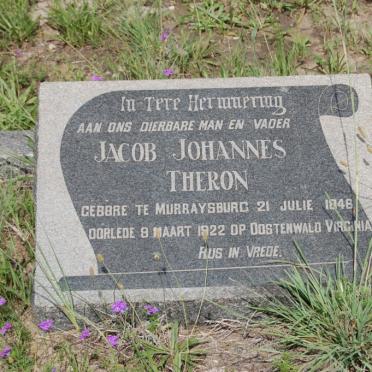 In Tere Herinnering
AAN ONS DIERBARE MAN EN VADER
JACOB JOHANNES
THERON
GEBORE TE MURRAYSBURG 21 JULIE 1848
OORLEDE 9 MAART 1922 OP OOSTENWALD VIRGINIA
RUS IN VREDE.